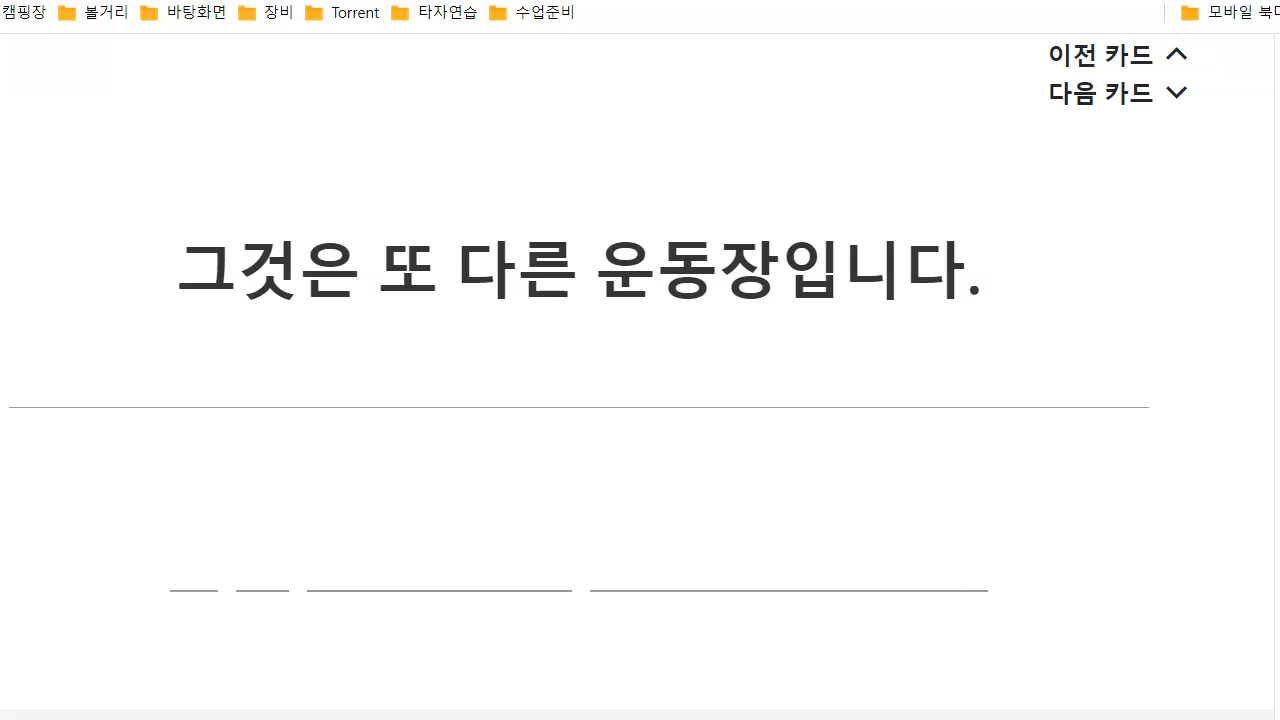 캠핑장 볼거리 바탕화면 장비 Torrent 타자연습 수업준비 모바일
이전 카드
다음 카드
그것은 또 다른 운동장입니다.